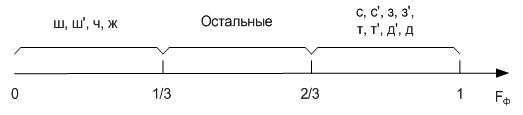 ш, ш', ч, ж
Остальные
с, с', з, з',
т, т', д', д
0
1/3
2/3
1
Fф